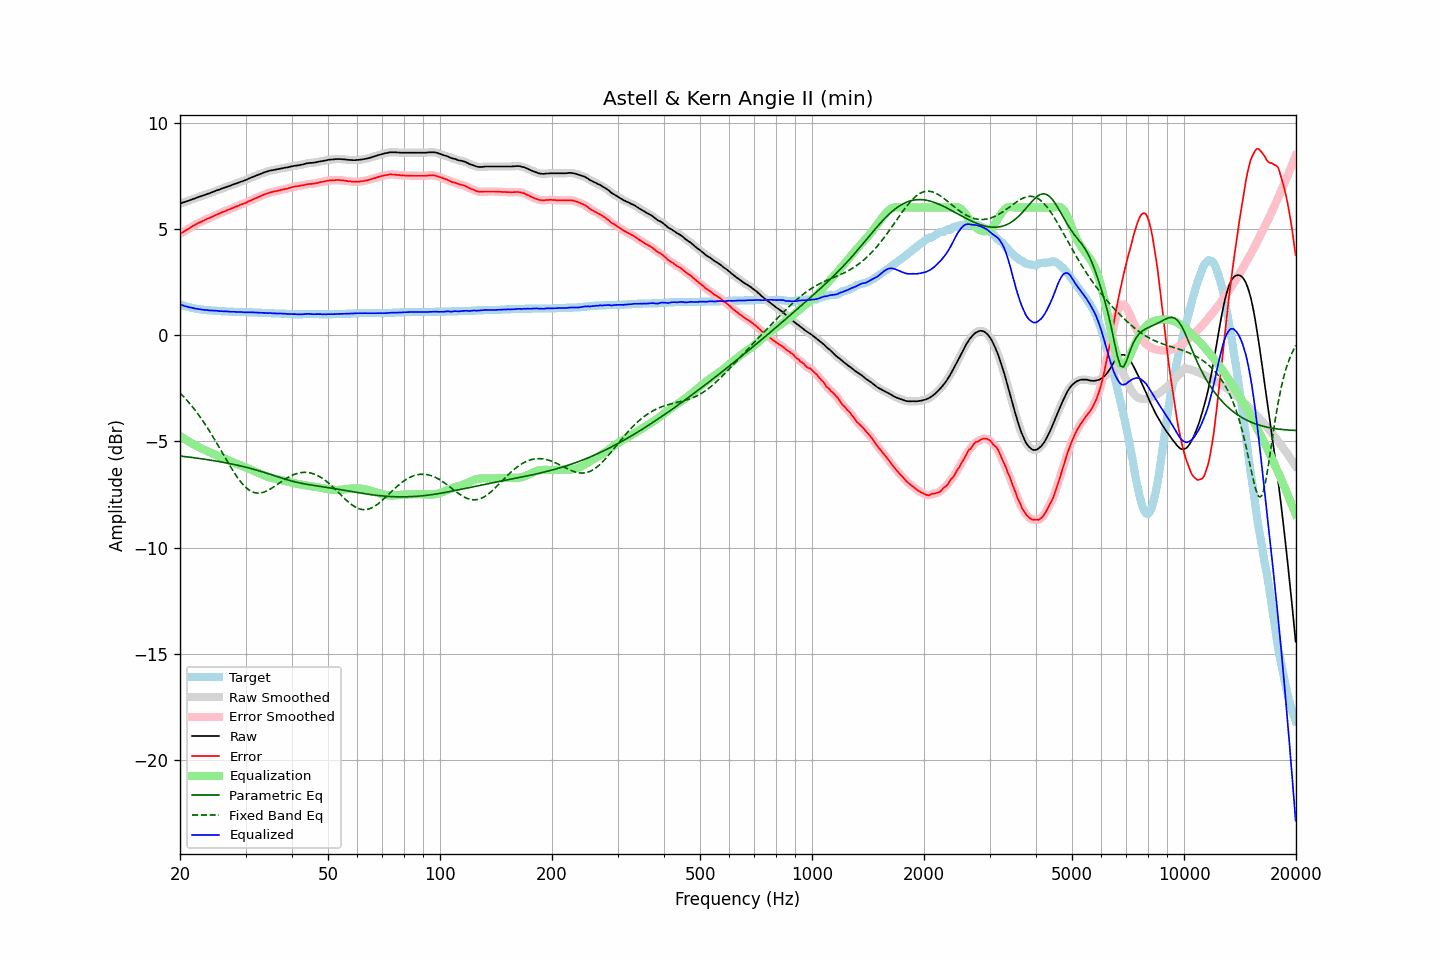 Astell & Kern Angie II (min)
10
5
0
−5
−10
−15
−20
Amplitude (dBr)
Target
Raw Smoothed
Error Smoothed
Raw
Error
Equalization
Parametric Eq
Fixed Band Eq
Equalized
20 50 100 200 500 1000 2000 5000 10000 20000
Frequency (Hz)